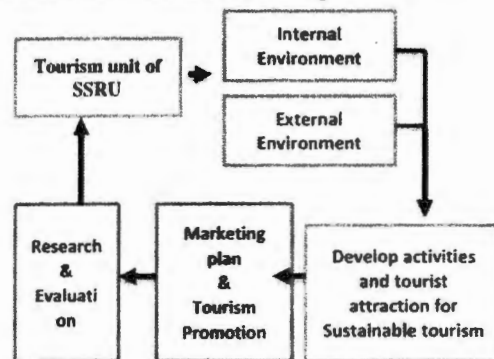 Tourism unit of
SSRU
Internal
Environment
External
Environment
Develop activities
and tourist
attraction for
Sustainable tourism
Marketing
plan
&
Tourism
Promotion
Research
&
Evaluati
on